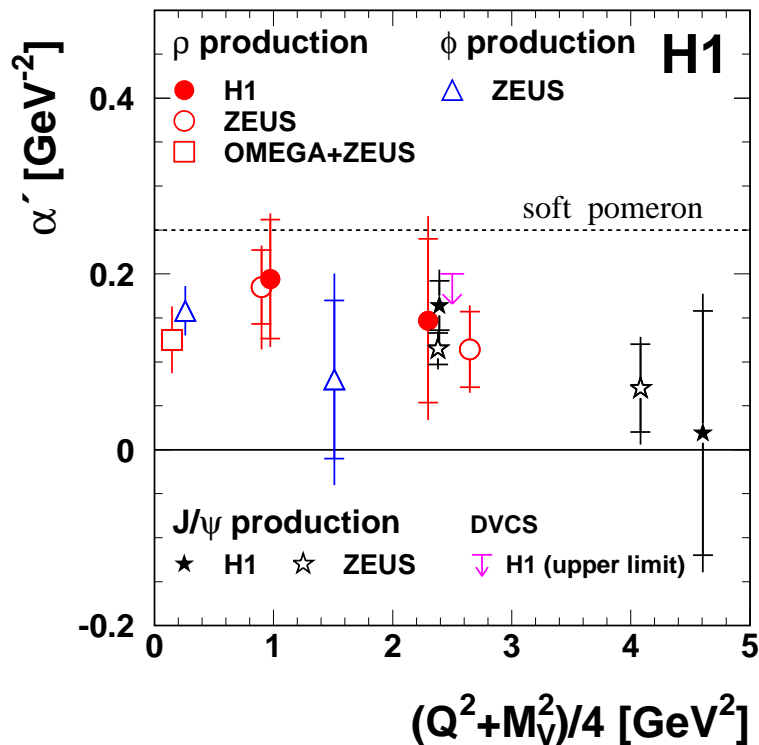 ρ production ϕ production H1
H1 ZEUS
ZEUS
OMEGA+ZEUS
soft pomeron
J/ψ production DVCS
H1 ZEUS H1 (upper limit)
α´ [GeV⁻²]
0.4
0.2
0
-0.2
0 1 2 3 4 5
(Q²+M_V²)/4 [GeV²]